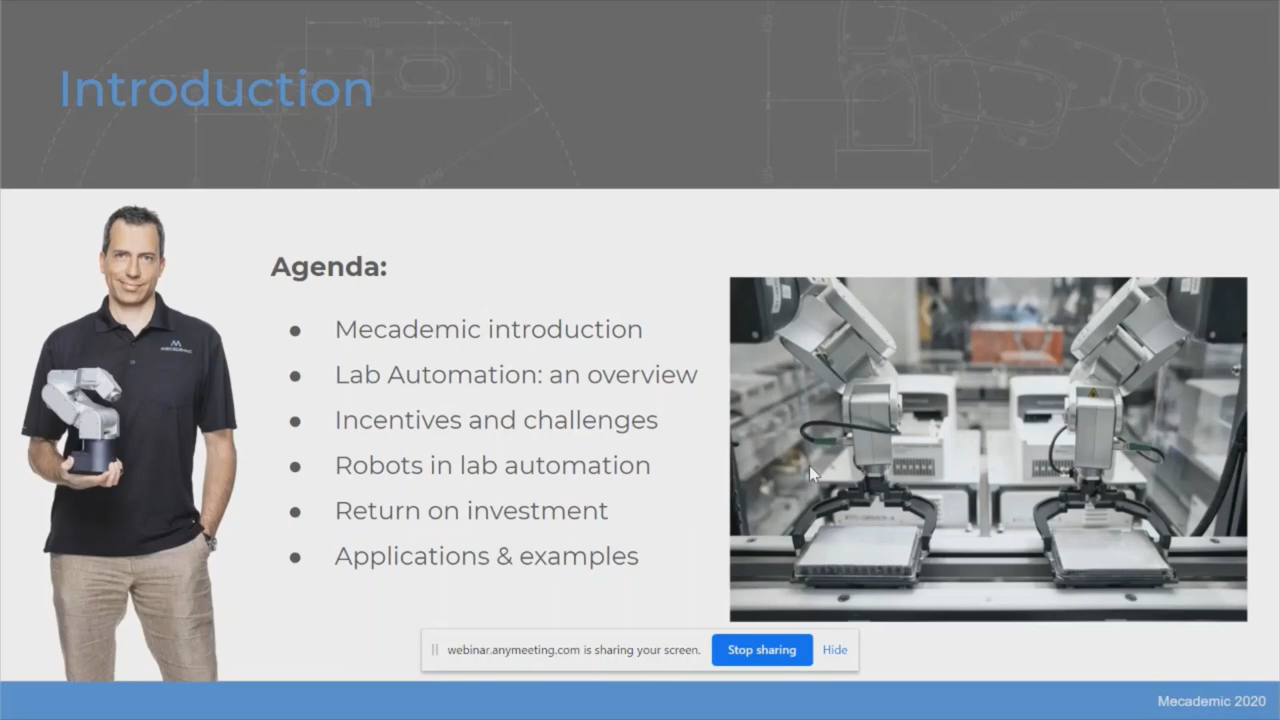 Introduction
Agenda:
● Mecademic introduction
● Lab Automation: an overview
● Incentives and challenges
● Robots in lab automation
● Return on investment
● Applications & examples
MECADEMIC
webinar.anymeeting.com is sharing your screen.
Stop sharing
Hide
Mecademic 2020